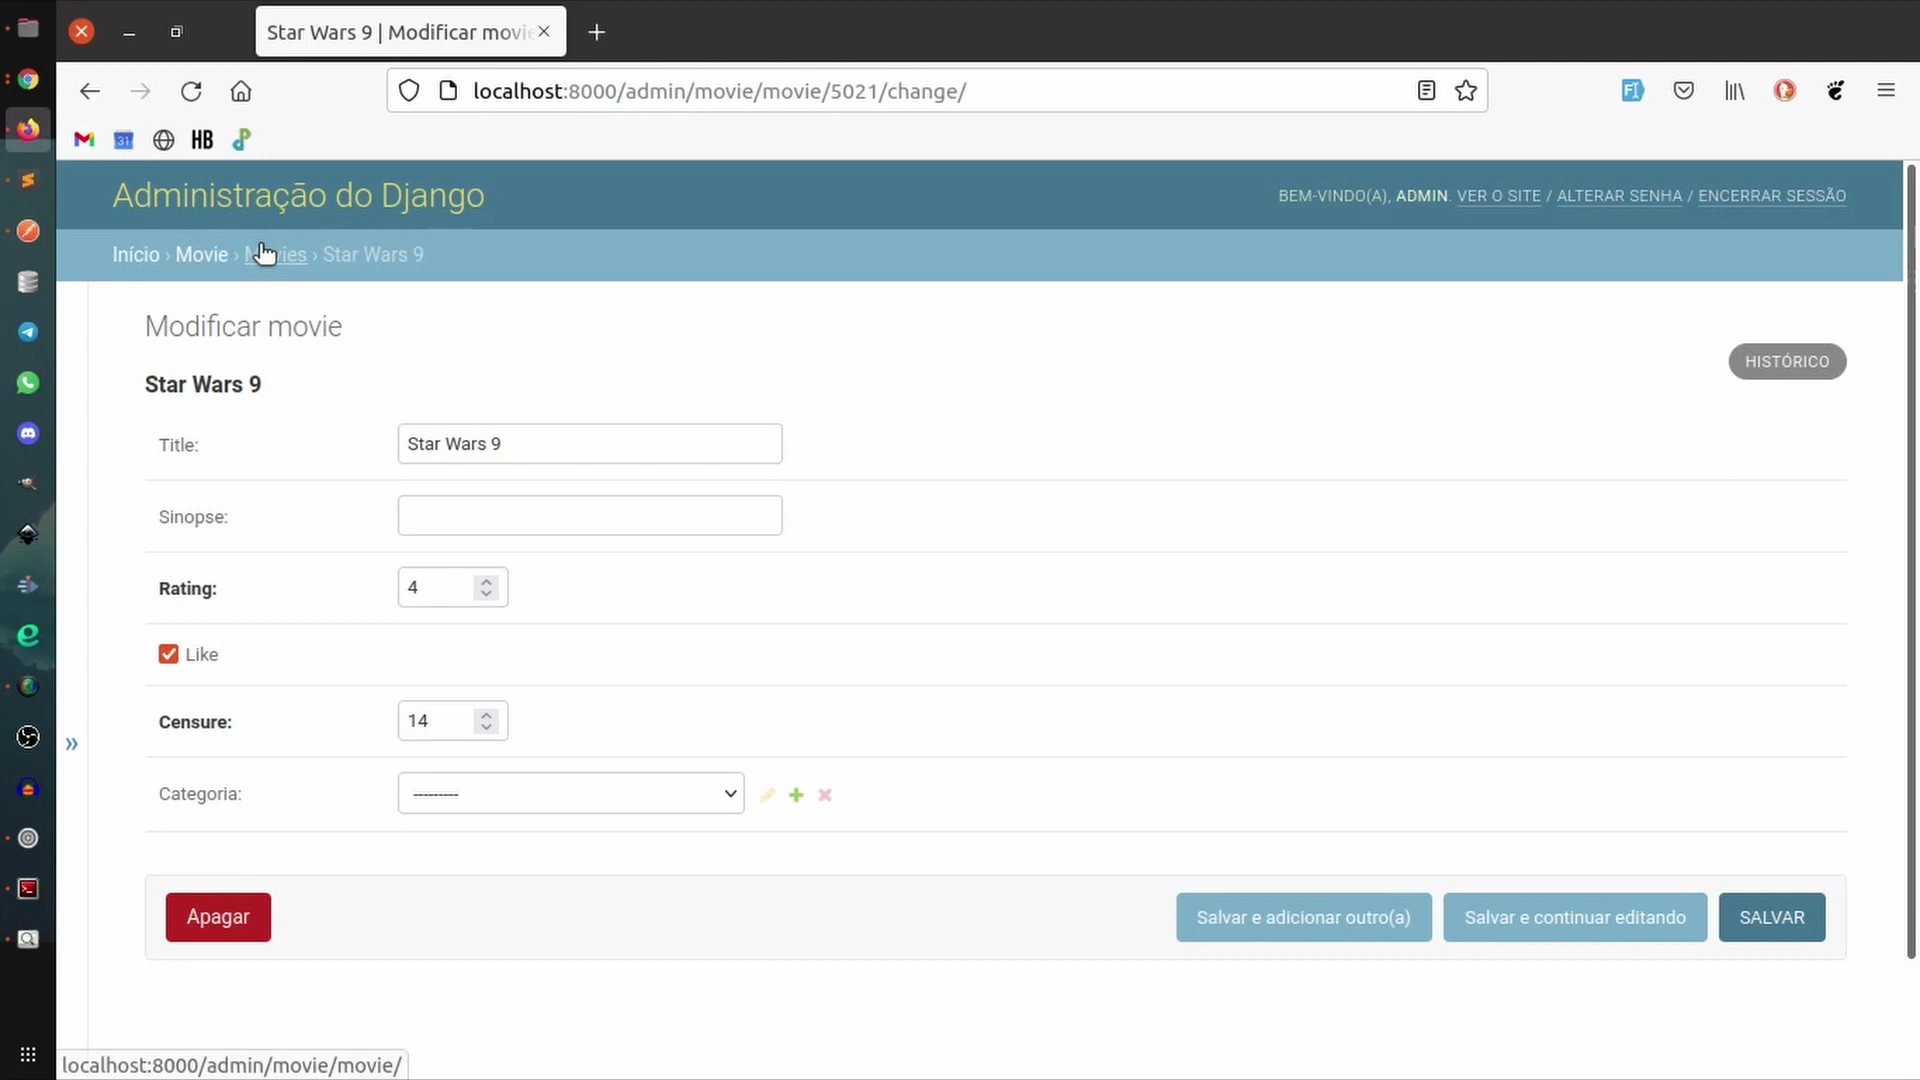 Star Wars 9 | Modificar movie
localhost:8000/admin/movie/movie/5021/change/
31 HB
Administração do Django
BEM-VINDO(A), ADMIN. VER O SITE / ALTERAR SENHA / ENCERRAR SESSÃO
Início › Movie › Movies › Star Wars 9
Modificar movie
HISTÓRICO
Star Wars 9
Title: Star Wars 9
Sinopse:
Rating: 4
Like
Censure: 14
Categoria: ---------
Apagar Salvar e adicionar outro(a) Salvar e continuar editando SALVAR
localhost:8000/admin/movie/movie/